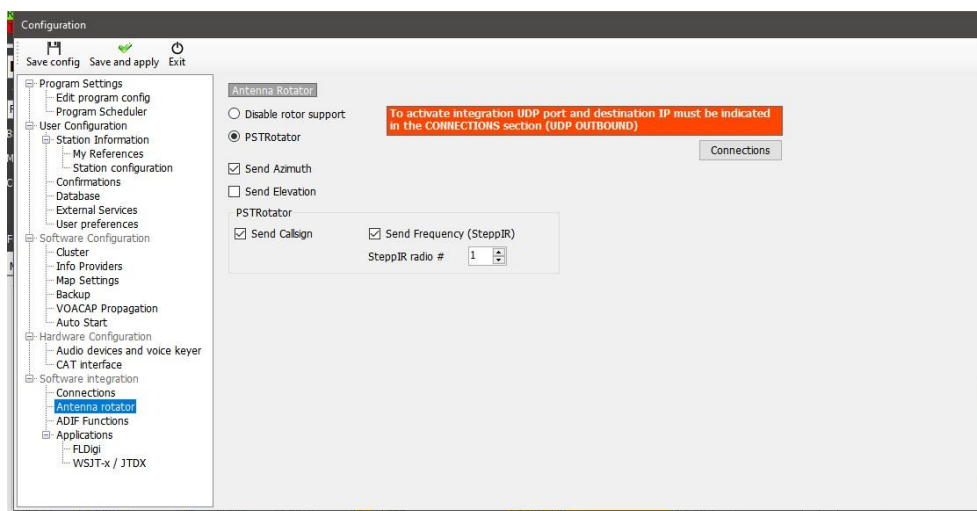 Configuration
Save config Save and apply Exit
Program Settings
Edit program config
Program Scheduler
User Configuration
Station Information
My References
Station configuration
Confirmations
Database
External Services
User preferences
Software Configuration
Cluster
Info Providers
Map Settings
Backup
VOACAP Propagation
Auto Start
Hardware Configuration
Audio devices and voice keyer
CAT interface
Software integration
Connections
Antenna rotator
ADIF Functions
Applications
FLDigi
WSJT-x / JTDX
Antenna Rotator
Disable rotor support
PSTRotator
To activate integration UDP port and destination IP must be indicated
in the CONNECTIONS section (UDP OUTBOUND)
Connections
Send Azimuth
Send Elevation
PSTRotator
Send Callsign
Send Frequency (SteppIR)
SteppIR radio # 1